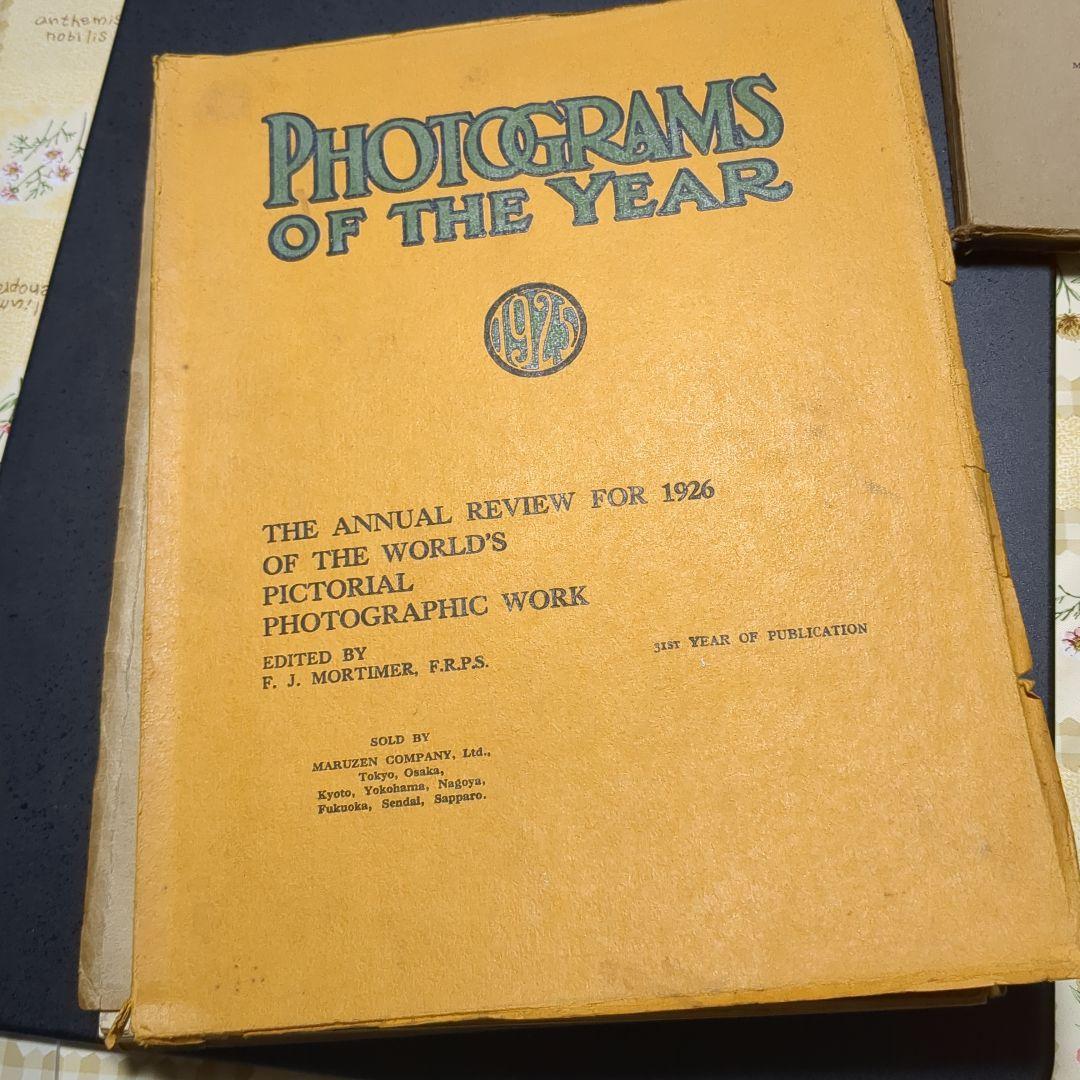 anthemis
nobilis
PHOTOGRAMS
OF THE YEAR
1925
THE ANNUAL REVIEW FOR 1926
OF THE WORLD'S
PICTORIAL
PHOTOGRAPHIC WORK
EDITED BY
F. J. MORTIMER, F.R.P.S.
31ST YEAR OF PUBLICATION
SOLD BY
MARUZEN COMPANY, Ltd.,
Tokyo, Osaka,
Kyoto, Yokohama, Nagoya,
Fukuoka, Sendai, Sapporo.